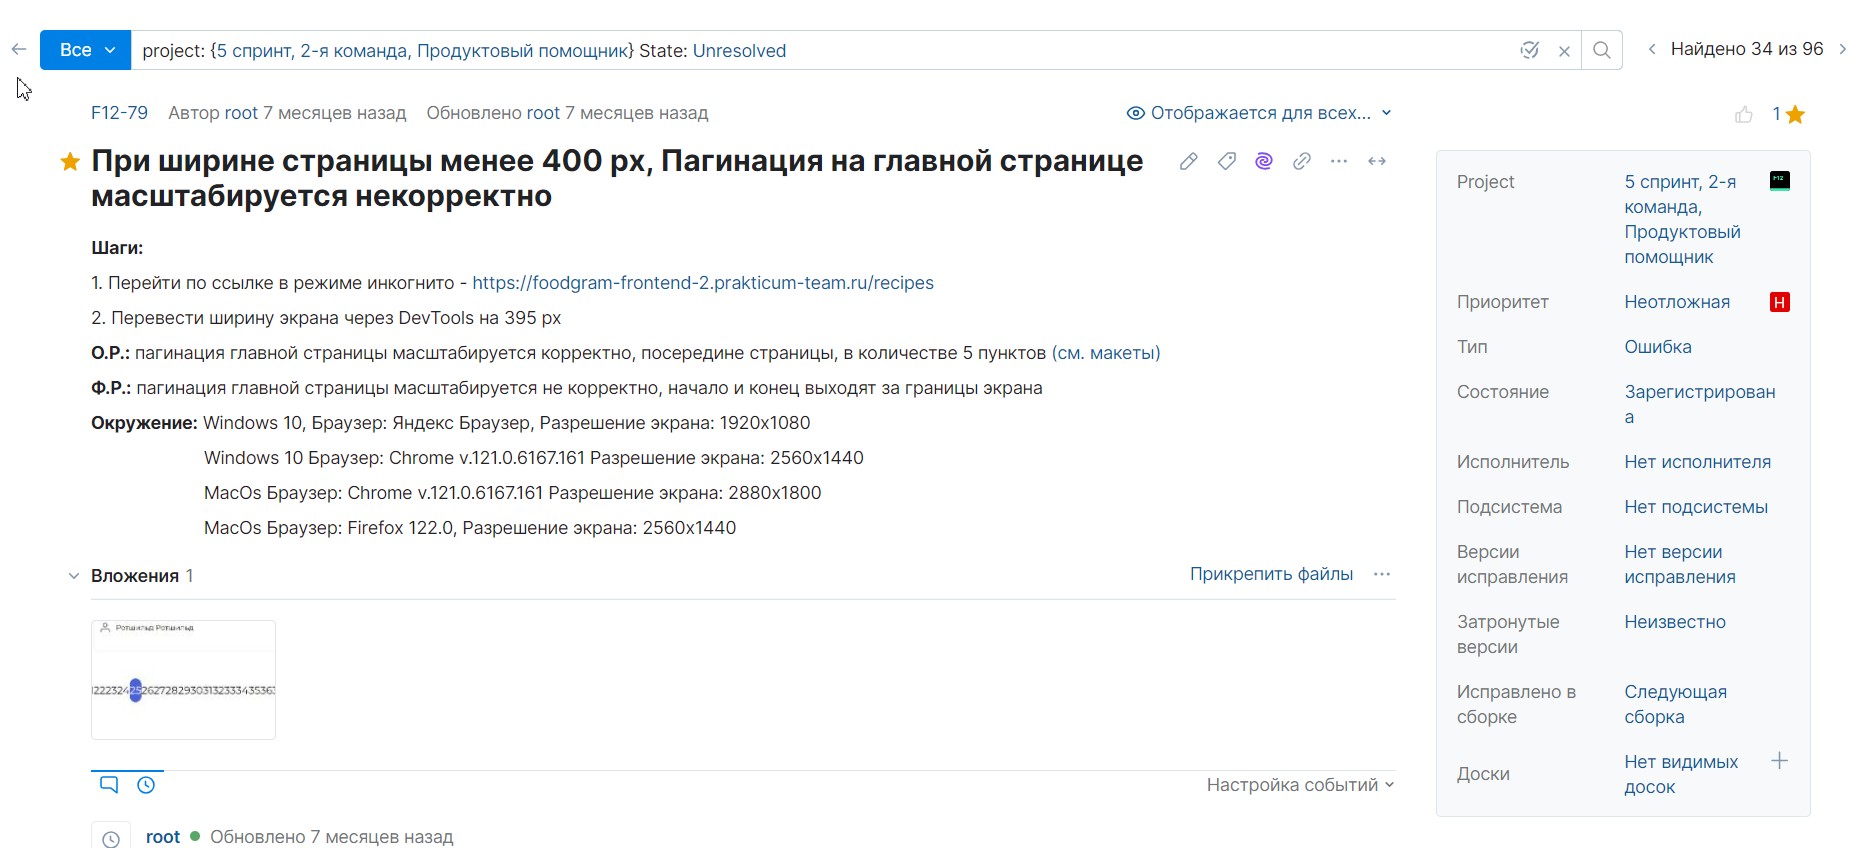 Все
project: {5 спринт, 2-я команда, Продуктовый помощник} State: Unresolved
Найдено 34 из 96
F12-79 Автор root 7 месяцев назад Обновлено root 7 месяцев назад
Отображается для всех...
1
При ширине страницы менее 400 px, Пагинация на главной странице
масштабируется некорректно
Шаги:
1. Перейти по ссылке в режиме инкогнито - https://foodgram-frontend-2.prakticum-team.ru/recipes
2. Перевести ширину экрана через DevTools на 395 px
О.Р.: пагинация главной страницы масштабируется корректно, посередине страницы, в количестве 5 пунктов (см. макеты)
Ф.Р.: пагинация главной страницы масштабируется не корректно, начало и конец выходят за границы экрана
Окружение: Windows 10, Браузер: Яндекс Браузер, Разрешение экрана: 1920x1080
Windows 10 Браузер: Chrome v.121.0.6167.161 Разрешение экрана: 2560x1440
MacOs Браузер: Chrome v.121.0.6167.161 Разрешение экрана: 2880x1800
MacOs Браузер: Firefox 122.0, Разрешение экрана: 2560x1440
Вложения 1
Прикрепить файлы
Ротшильд Ротшильд
Настройка событий
root Обновлено 7 месяцев назад
Project
5 спринт, 2-я
команда,
Продуктовый
помощник
F12
Приоритет
Неотложная
Н
Тип
Ошибка
Состояние
Зарегистрирован
а
Исполнитель
Нет исполнителя
Подсистема
Нет подсистемы
Версии
исправления
Нет версии
исправления
Затронутые
версии
Неизвестно
Исправлено в
сборке
Следующая
сборка
Доски
Нет видимых
досок